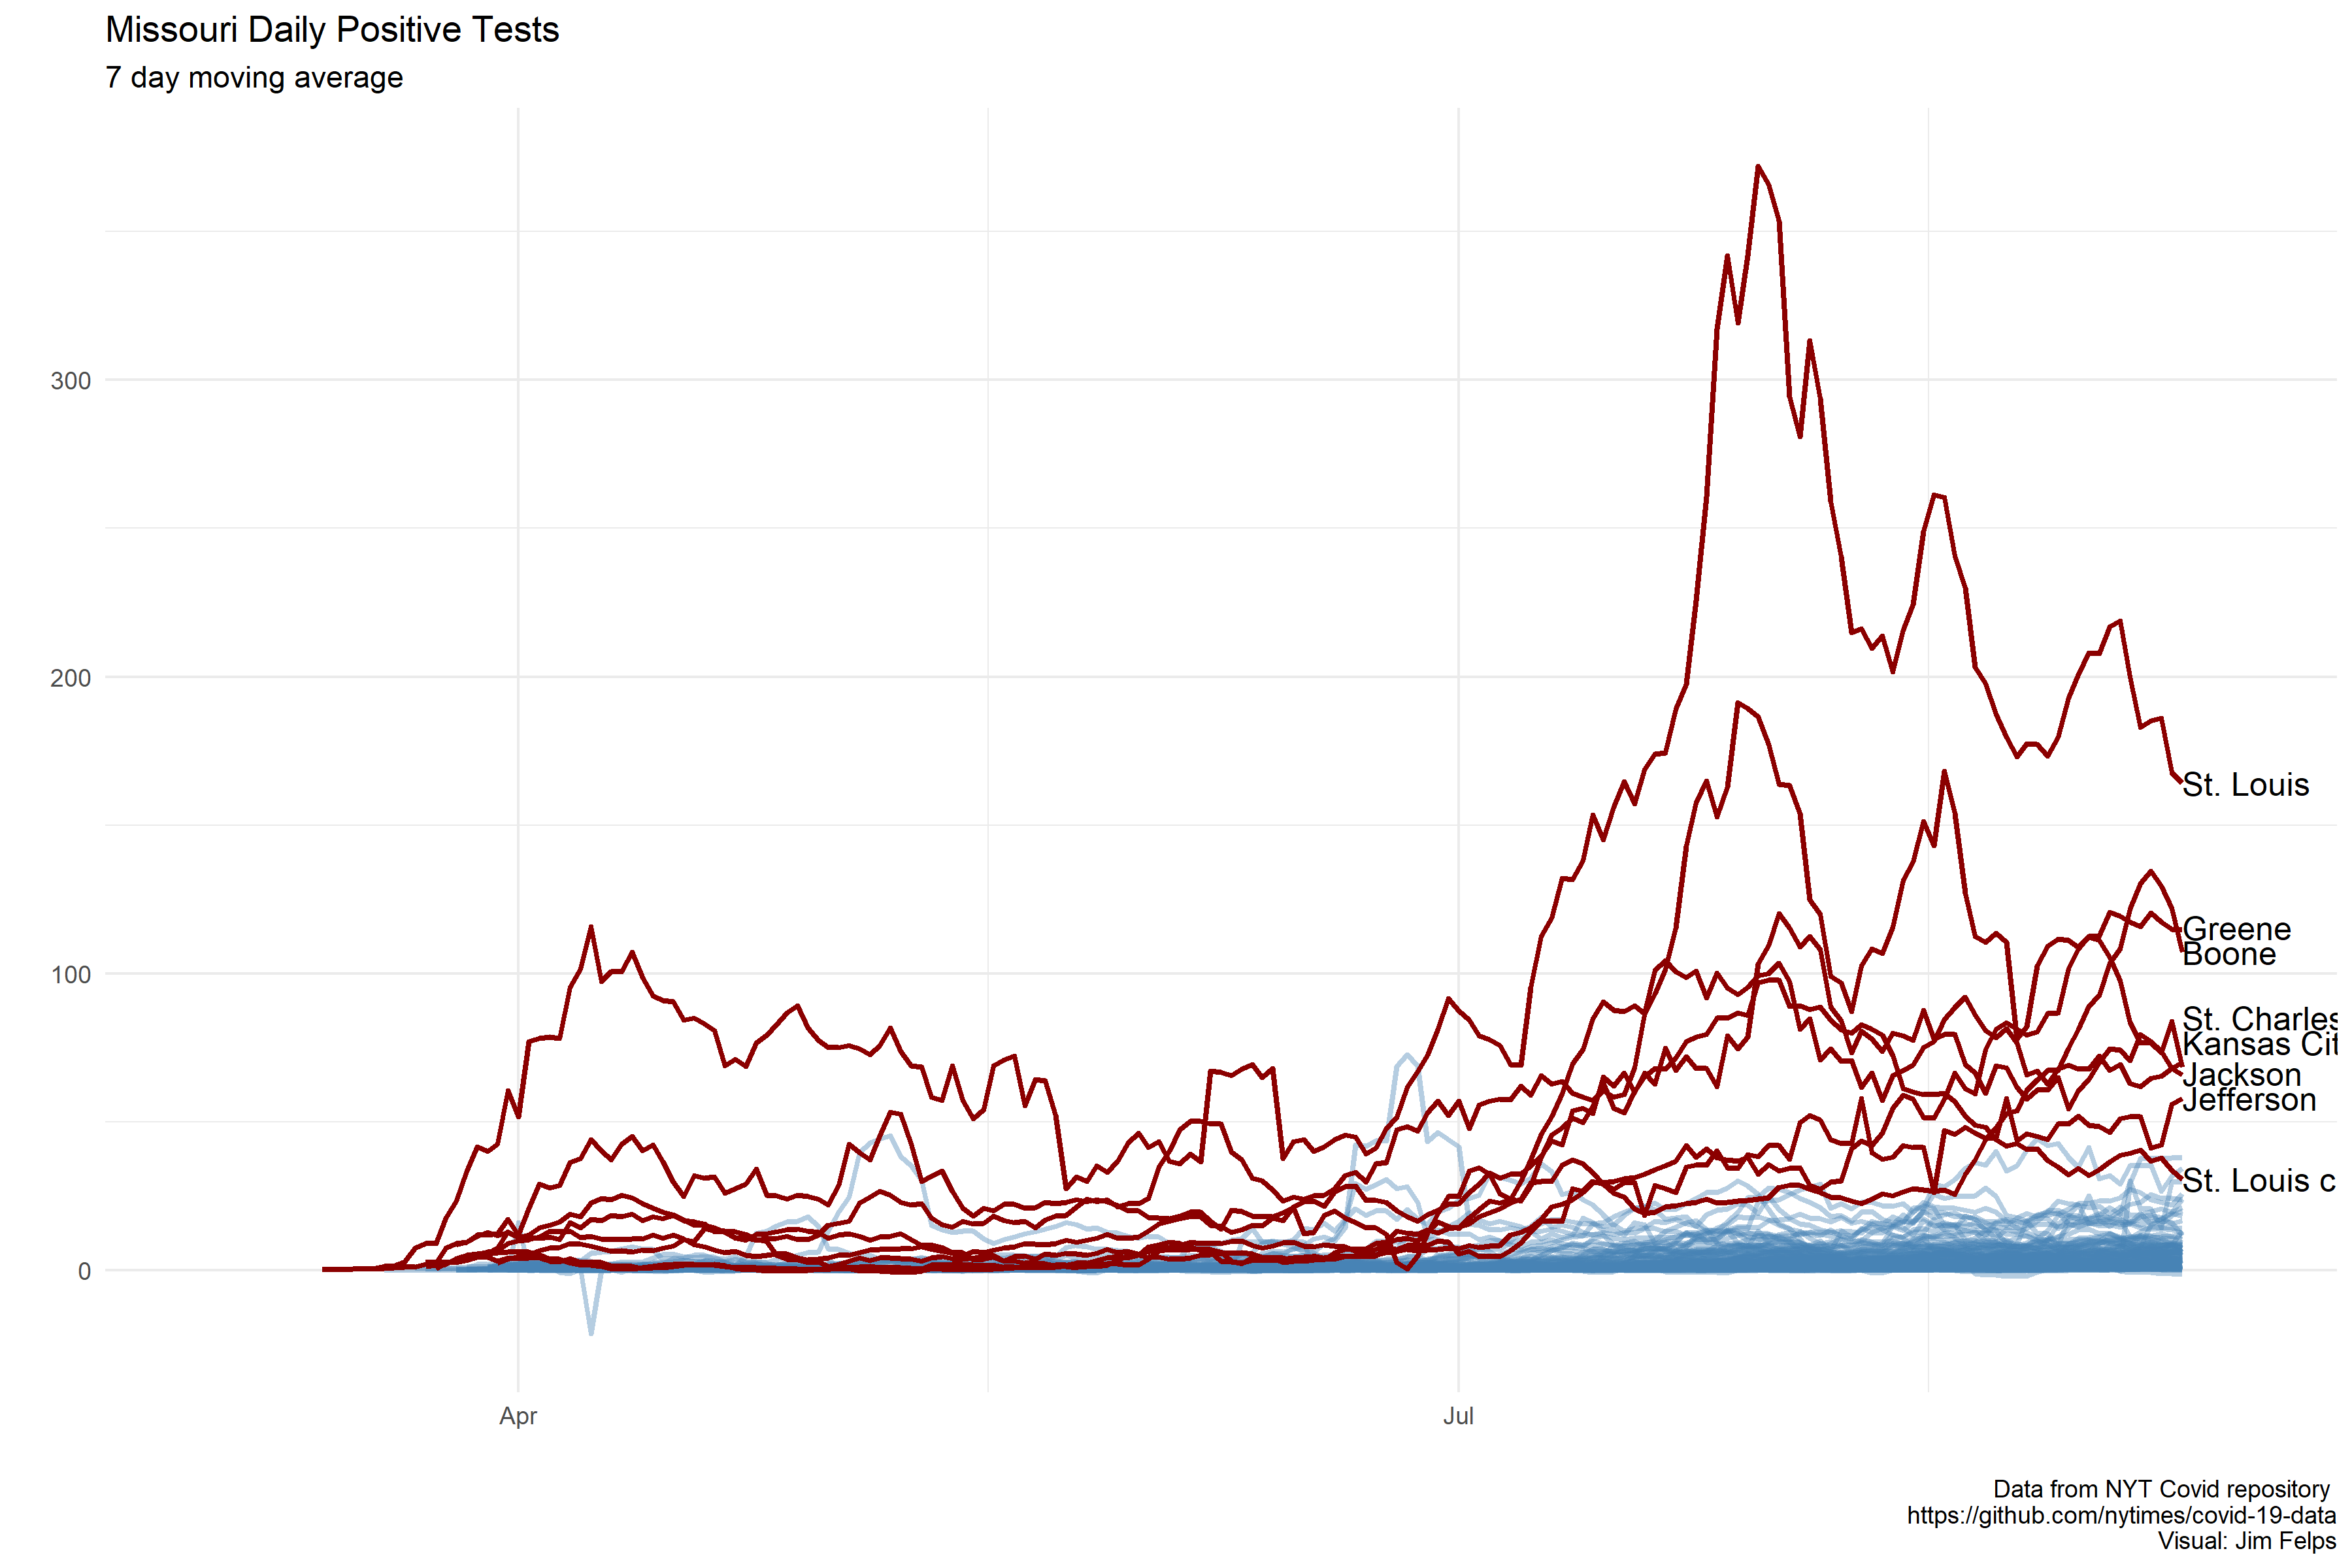 Missouri Daily Positive Tests
7 day moving average
300
200
100
0
Apr
Jul
St. Louis
Greene
Boone
St. Charles
Kansas Cit
Jackson
Jefferson
St. Louis c
Data from NYT Covid repository
https://github.com/nytimes/covid-19-data
Visual: Jim Felps